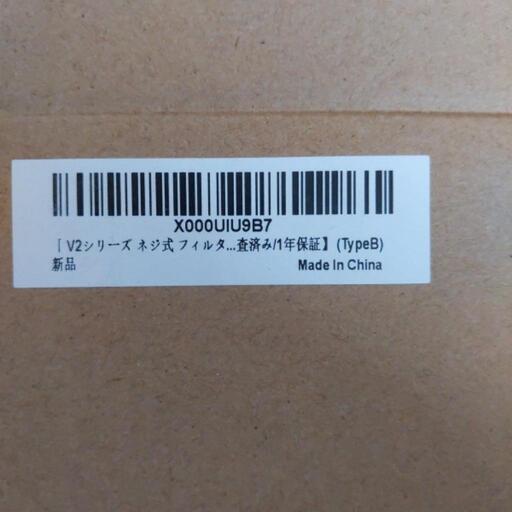 X000UIU9B7
[ V2シリーズ ネジ式 フィルタ...査済み/1年保証】 (TypeB)
新品
Made In China